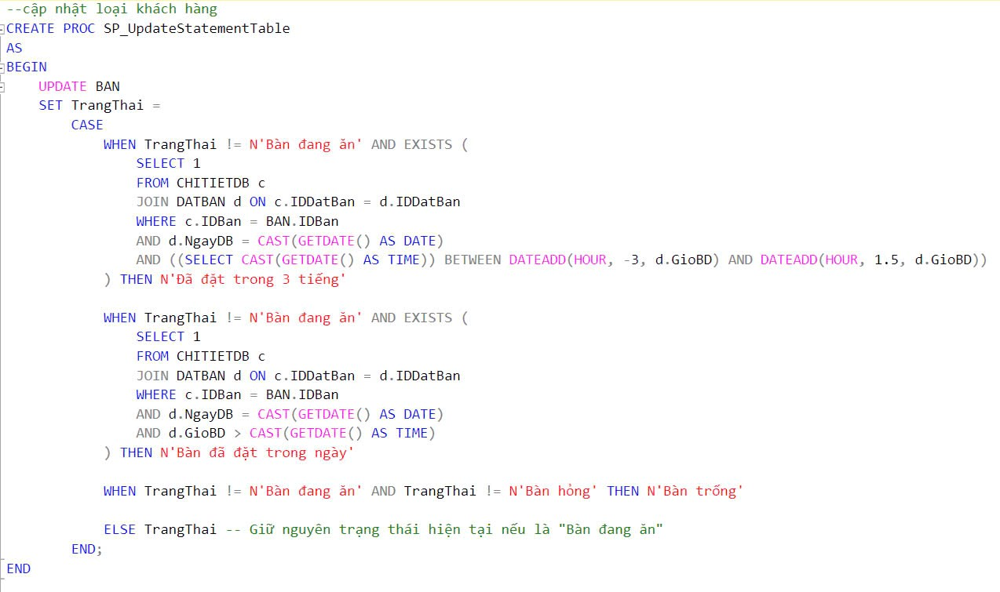 --cập nhật loại khách hàng
CREATE PROC SP_UpdateStatementTable
AS
BEGIN
    UPDATE BAN
    SET TrangThai =
        CASE
            WHEN TrangThai != N'Bàn đang ăn' AND EXISTS (
                SELECT 1
                FROM CHITIETDB c
                JOIN DATBAN d ON c.IDDatBan = d.IDDatBan
                WHERE c.IDBan = BAN.IDBan
                AND d.NgayDB = CAST(GETDATE() AS DATE)
                AND ((SELECT CAST(GETDATE() AS TIME)) BETWEEN DATEADD(HOUR, -3, d.GioBD) AND DATEADD(HOUR, 1.5, d.GioBD))
            ) THEN N'Đã đặt trong 3 tiếng'

            WHEN TrangThai != N'Bàn đang ăn' AND EXISTS (
                SELECT 1
                FROM CHITIETDB c
                JOIN DATBAN d ON c.IDDatBan = d.IDDatBan
                WHERE c.IDBan = BAN.IDBan
                AND d.NgayDB = CAST(GETDATE() AS DATE)
                AND d.GioBD > CAST(GETDATE() AS TIME)
            ) THEN N'Bàn đã đặt trong ngày'

            WHEN TrangThai != N'Bàn đang ăn' AND TrangThai != N'Bàn hỏng' THEN N'Bàn trống'

            ELSE TrangThai -- Giữ nguyên trạng thái hiện tại nếu là "Bàn đang ăn"
        END;
END